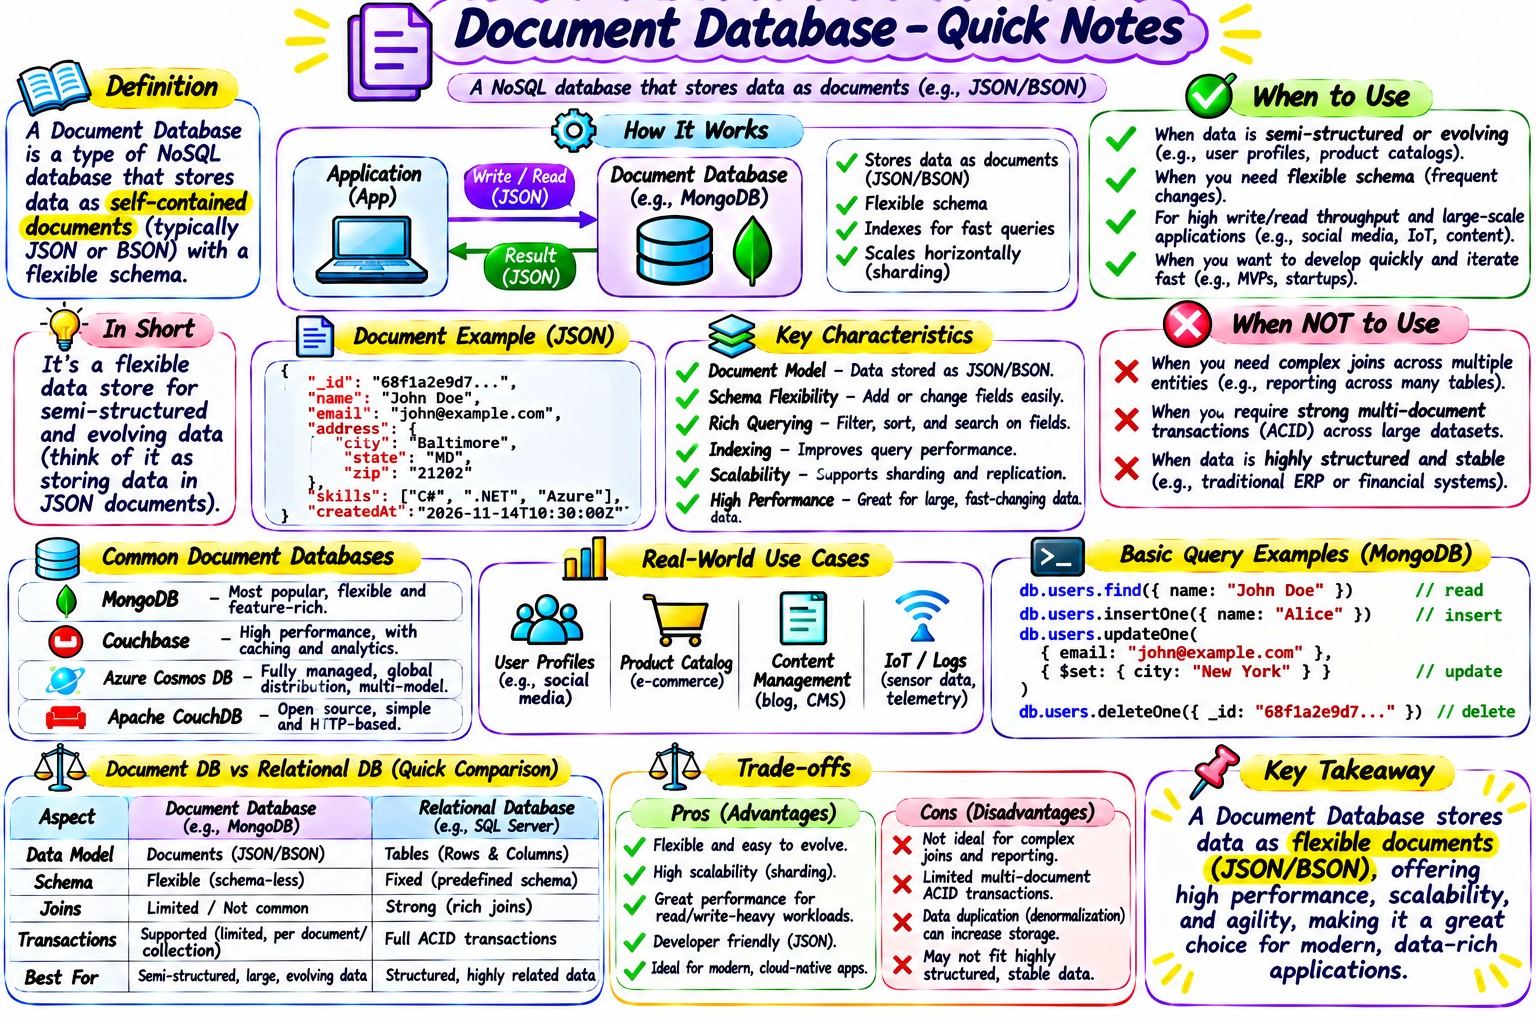 Document Database – Quick Notes
A NoSQL database that stores data as documents (e.g., JSON/BSON)
Definition
A Document Database
is a type of NoSQL
database that stores
data as self-contained
documents (typically
JSON or BSON) with a
flexible schema.
How It Works
Application
(App)
Write / Read
(JSON)
Result
(JSON)
Document Database
(e.g., MongoDB)
Stores data as documents
(JSON/BSON)
Flexible schema
Indexes for fast queries
Scales horizontally
(sharding)
When to Use
When data is semi-structured or evolving
(e.g., user profiles, product catalogs).
When you need flexible schema (frequent
changes).
For high write/read throughput and large-scale
applications (e.g., social media, IoT, content).
When you want to develop quickly and iterate
fast (e.g., MVPs, startups).
In Short
It's a flexible
data store for
semi-structured
and evolving data
(think of it as
storing data in
JSON documents).
Document Example (JSON)
{
"_id": "68f1a2e9d7...",
"name": "John Doe",
"email": "john@example.com",
"address": {
"city": "Baltimore",
"state": "MD",
"zip": "21202"
},
"skills": ["C#", ".NET", "Azure"],
"createdAt":"2026-11-14T10:30:00Z"
}
Key Characteristics
Document Model – Data stored as JSON/BSON.
Schema Flexibility – Add or change fields easily.
Rich Querying – Filter, sort, and search on fields.
Indexing – Improves query performance.
Scalability – Supports sharding and replication.
High Performance – Great for large, fast-changing data.
data.
When NOT to Use
When you need complex joins across multiple
entities (e.g., reporting across many tables).
When you require strong multi-document
transactions (ACID) across large datasets.
When data is highly structured and stable
(e.g., traditional ERP or financial systems).
Common Document Databases
MongoDB – Most popular, flexible and
feature-rich.
Couchbase – High performance, with
caching and analytics.
Azure Cosmos DB – Fully managed, global
distribution, multi-model.
Apache CouchDB – Open source, simple
and HTTP-based.
Real-World Use Cases
User Profiles
(e.g., social
media)
Product Catalog
(e-commerce)
Content
Management
(blog, CMS)
IoT / Logs
(sensor data,
telemetry)
Basic Query Examples (MongoDB)
db.users.find({ name: "John Doe" }) // read
db.users.insertOne({ name: "Alice" }) // insert
db.users.updateOne(
{ email: "john@example.com" },
{ $set: { city: "New York" } } // update
)
db.users.deleteOne({ _id: "68f1a2e9d7..." }) // delete
Document DB vs Relational DB (Quick Comparison)
Aspect
Document Database
(e.g., MongoDB)
Relational Database
(e.g., SQL Server)
Data Model Documents (JSON/BSON) Tables (Rows & Columns)
Schema Flexible (schema-less) Fixed (predefined schema)
Joins Limited / Not common Strong (rich joins)
Transactions Supported (limited, per document/
collection) Full ACID transactions
Best For Semi-structured, large, evolving data Structured, highly related data
Trade-offs
Pros (Advantages)
Flexible and easy to evolve.
High scalability (sharding).
Great performance for
read/write-heavy workloads.
Developer friendly (JSON).
Ideal for modern, cloud-native apps.
Cons (Disadvantages)
Not ideal for complex
joins and reporting.
Limited multi-document
ACID transactions.
Data duplication (denormalization)
can increase storage.
May not fit highly
structured, stable data.
Key Takeaway
A Document Database stores
data as flexible documents
(JSON/BSON), offering
high performance, scalability,
and agility, making it a great
choice for modern, data-rich
applications.